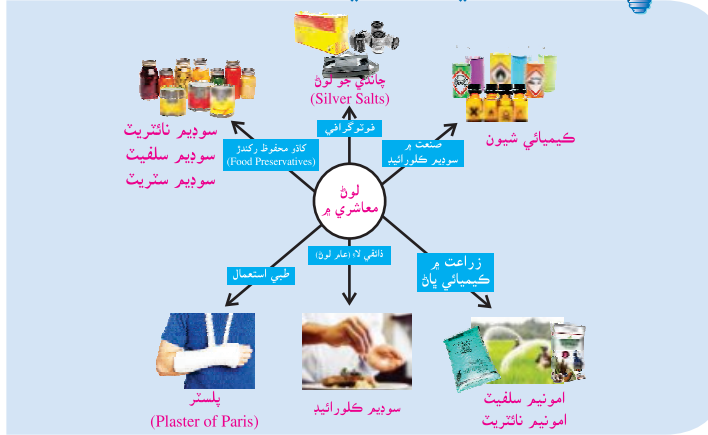 چانديءَ جو لوڻ
(Silver Salts)
فوٽوگرافي
سوڊيم نائٽريٽ
سوڊيم سلفيٽ
سوڊيم سٽريٽ
کاڌو محفوظ رکندڙ
(Food Preservatives)
صنعت ۾
سوڊيم ڪلورائيڊ
ڪيميائي شيون
لوڻ
معاشري ۾
طبي استعمال
ذائقي لاءِ (عام لوڻ)
زراعت ۾
ڪيميائي ڀاڻ
پلستر
(Plaster of Paris)
سوڊيم ڪلورائيڊ
امونيم سلفيٽ
امونيم نائٽريٽ